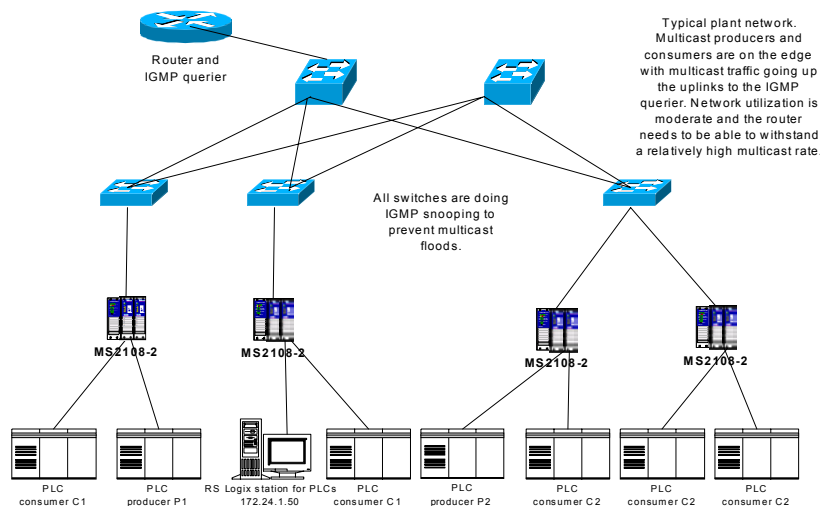 Typical plant network.
Multicast producers and
consumers are on the edge
with multicast traffic going up
the uplinks to the IGMP
querier. Network utilization is
moderate and the router
needs to be able to withstand
a relatively high multicast rate.
Router and
IGMP querier
All switches are doing
IGMP snooping to
prevent multicast
floods.
MS2108-2
MS2108-2
MS2108-2
MS2108-2
PLC
consumer C1
PLC
producer P1
RS Logix station for PLCs
172.24.1.50
PLC
consumer C1
PLC
producer P2
PLC
consumer C2
PLC
consumer C2
PLC
consumer C2